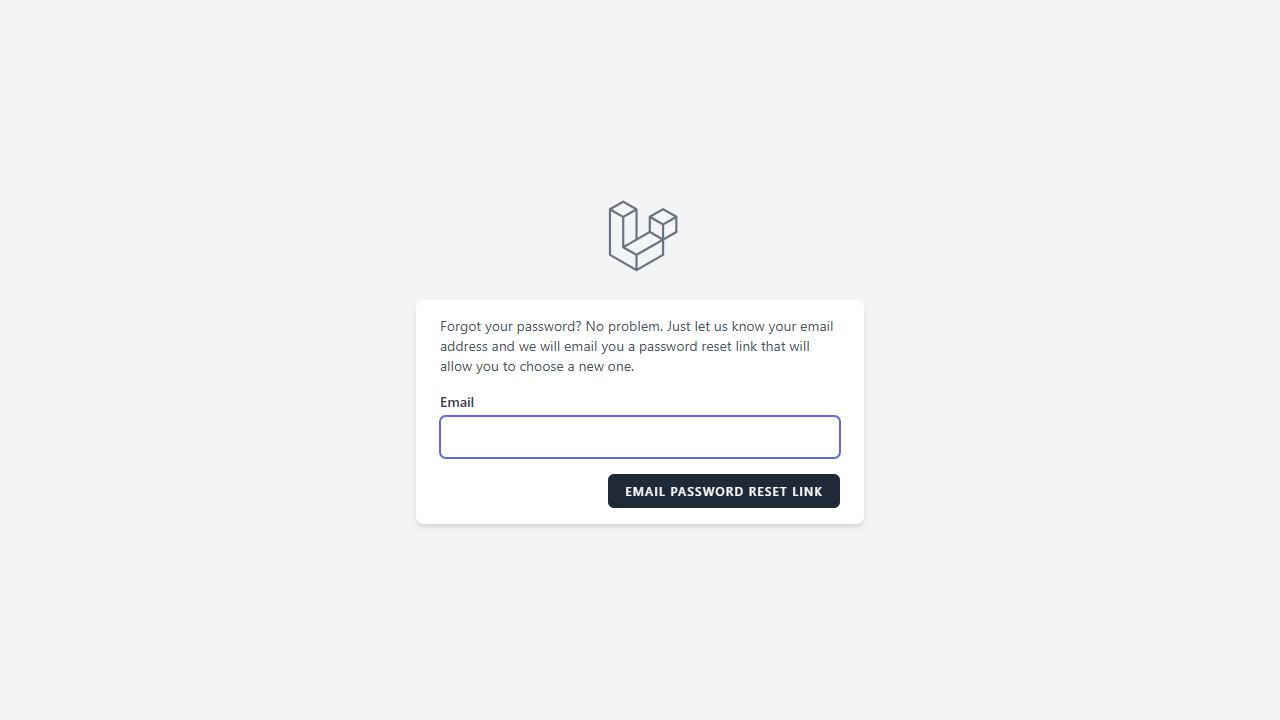 Forgot your password? No problem. Just let us know your email
address and we will email you a password reset link that will
allow you to choose a new one.
Email
EMAIL PASSWORD RESET LINK